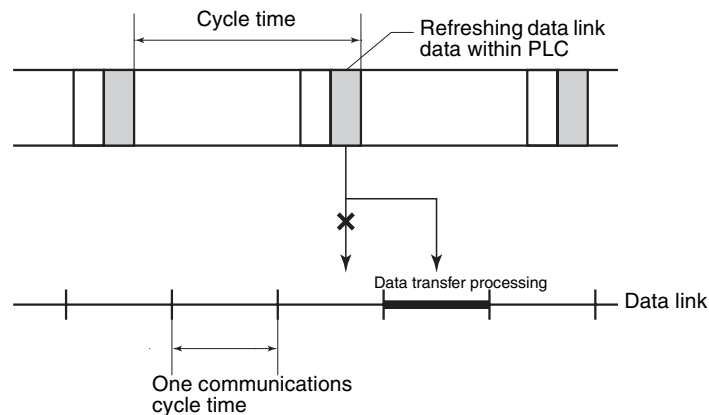 Cycle time
Refreshing data link
data within PLC
Data transfer processing
Data link
One communications
cycle time